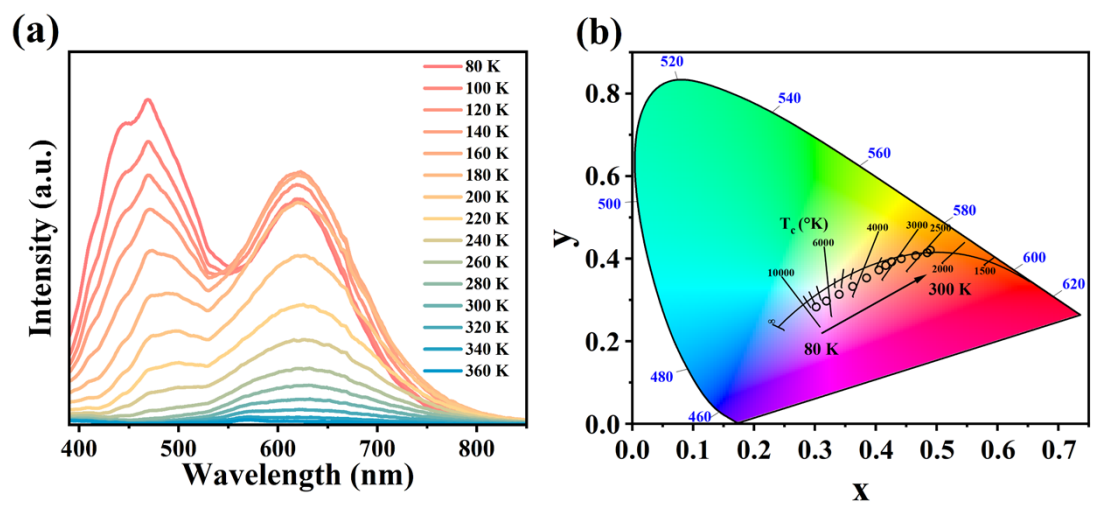 (a)
Intensity (a.u.)
80 K
100 K
120 K
140 K
160 K
180 K
200 K
220 K
240 K
260 K
280 K
300 K
320 K
340 K
360 K
400 500 600 700 800
Wavelength (nm)
(b)
y
0.8
0.6
0.4
0.2
0.0
520
540
560
500
580
600
620
480
460
Tc (°K)
∞
10000
6000
4000
3000
2500
2000
1500
300 K
80 K
0.0 0.1 0.2 0.3 0.4 0.5 0.6 0.7
x